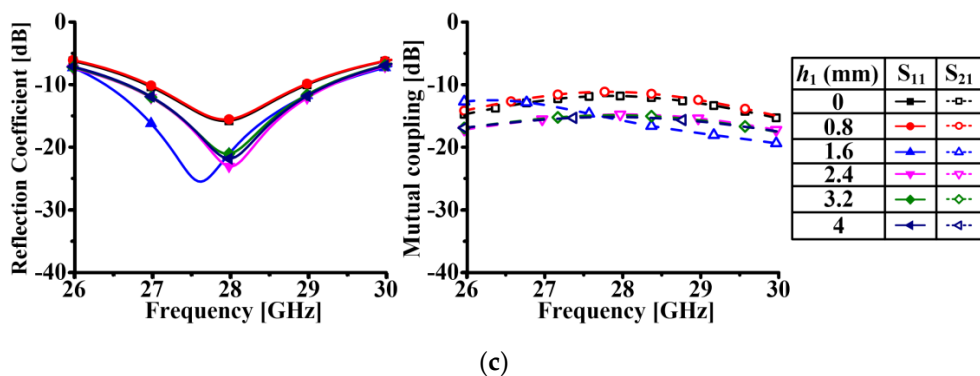 Reflection Coefficient [dB]
0
-10
-20
-30
-40
26 27 28 29 30
Frequency [GHz]
Mutual coupling [dB]
0
-10
-20
-30
-40
26 27 28 29 30
Frequency [GHz]
h₁ (mm) S₁₁ S₂₁
0
0.8
1.6
2.4
3.2
4
(c)